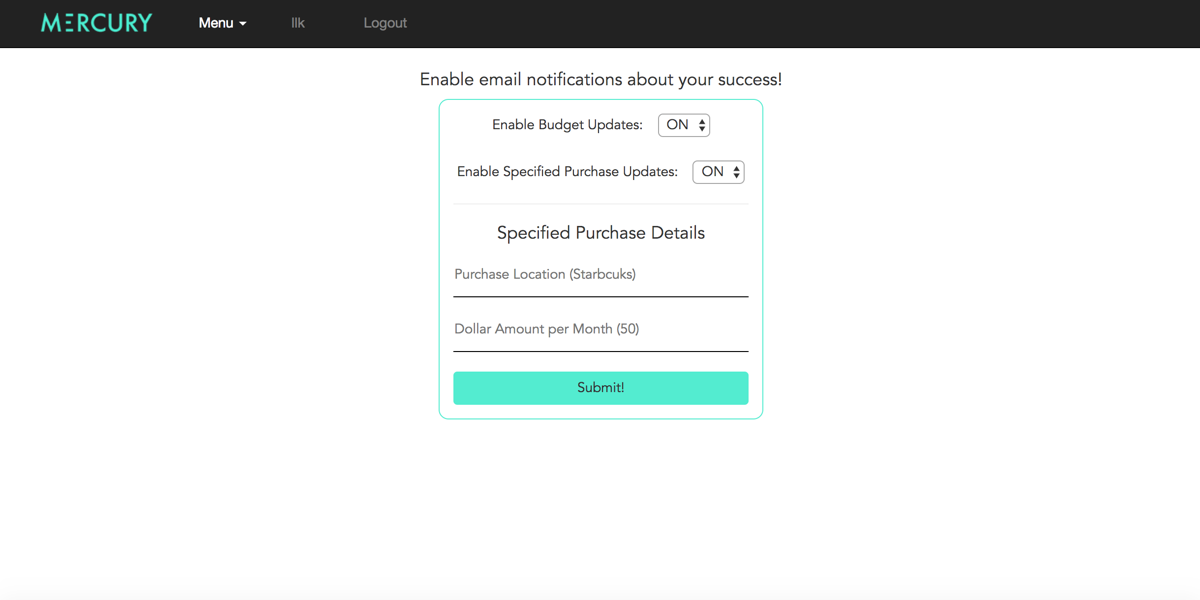 MERCURY Menu Ilk Logout
Enable email notifications about your success!
Enable Budget Updates: ON
Enable Specified Purchase Updates: ON
Specified Purchase Details
Purchase Location (Starbcuks)
Dollar Amount per Month (50)
Submit!